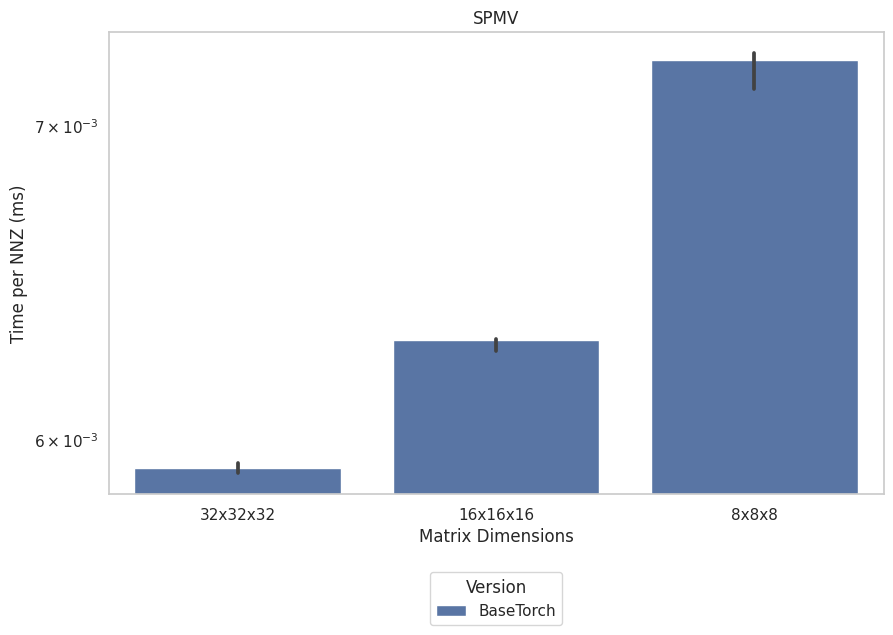 SPMV
Time per NNZ (ms)
7 × 10⁻³
6 × 10⁻³
32x32x32
16x16x16
8x8x8
Matrix Dimensions
Version
BaseTorch